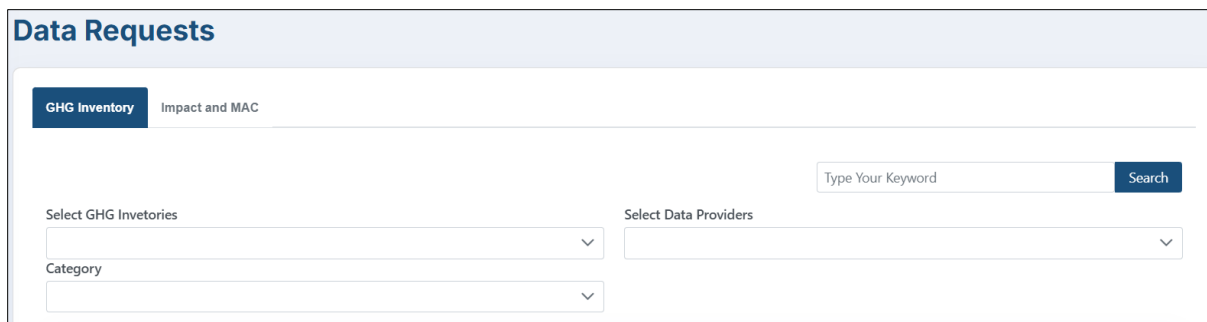 Data Requests
GHG Inventory Impact and MAC
Type Your Keyword Search
Select GHG Invetories Select Data Providers
Category